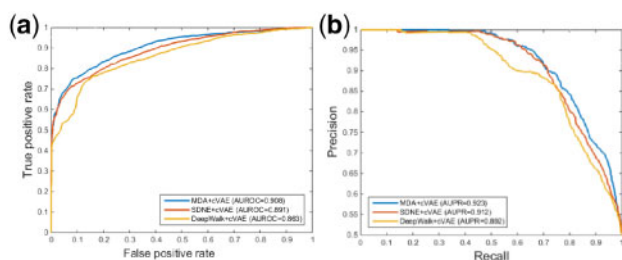 (a)
True positive rate
1
0.9
0.8
0.7
0.6
0.5
0.4
0.3
0.2
0.1
0
0 0.1 0.2 0.3 0.4 0.5 0.6 0.7 0.8 0.9 1
False positive rate
MDA+cVAE (AUROC=0.908)
SDNE+cVAE (AUROC=0.891)
DeepWalk+cVAE (AUROC=0.863)
(b)
Precision
1
0.95
0.9
0.85
0.8
0.75
0.7
0.65
0.6
0.55
0.5
0 0.1 0.2 0.3 0.4 0.5 0.6 0.7 0.8 0.9 1
Recall
MDA+cVAE (AUPR=0.923)
SDNE+cVAE (AUPR=0.912)
DeepWalk+cVAE (AUPR=0.892)